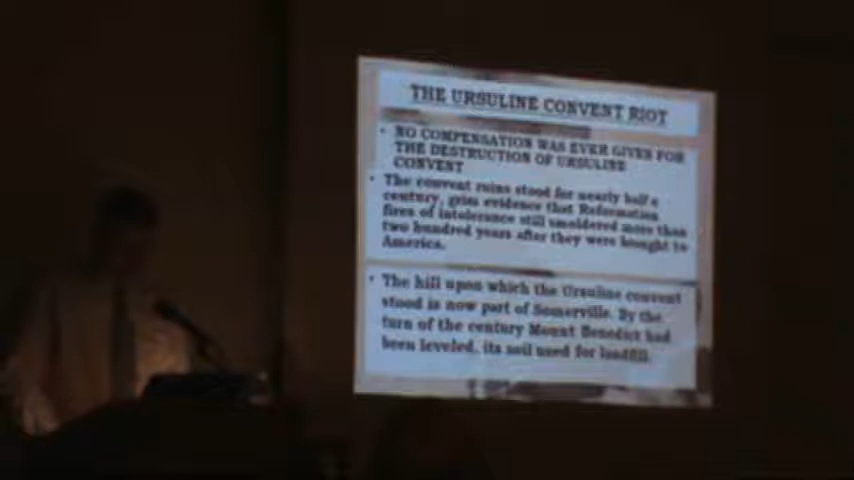 THE URSULINE CONVENT RIOT
• NO COMPENSATION WAS EVER GIVEN FOR
THE DESTRUCTION OF URSULINE
CONVENT
• The convent ruins stood for nearly half a
century, grim evidence that Reformation
fires of intolerance still smoldered more than
two hundred years after they were bought to
America.
• The hill upon which the Ursuline convent
stood is now part of Somerville. By the
turn of the century Mount Benedict had
been leveled, its soil used for landfill.